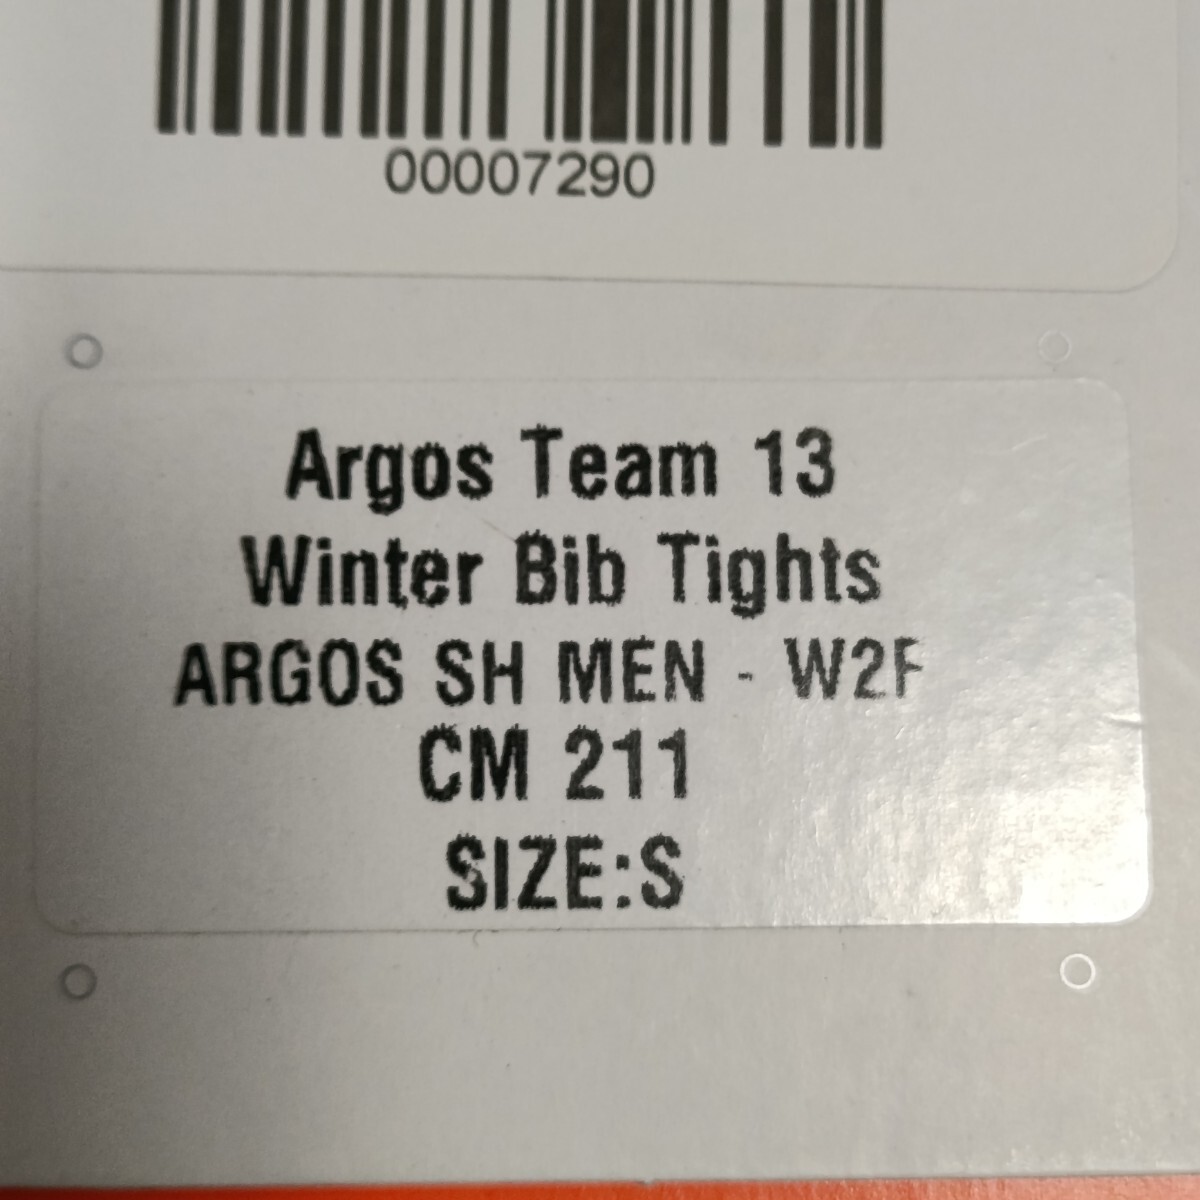 00007290
Argos Team 13
Winter Bib Tights
ARGOS SH MEN - W2F
CM 211
SIZE:S